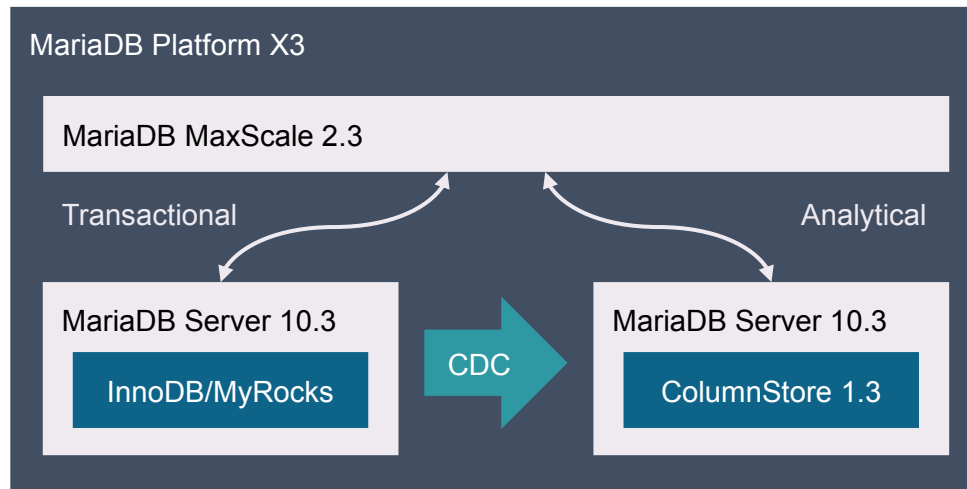 MariaDB Platform X3
MariaDB MaxScale 2.3
Transactional
Analytical
MariaDB Server 10.3
InnoDB/MyRocks
CDC
MariaDB Server 10.3
ColumnStore 1.3